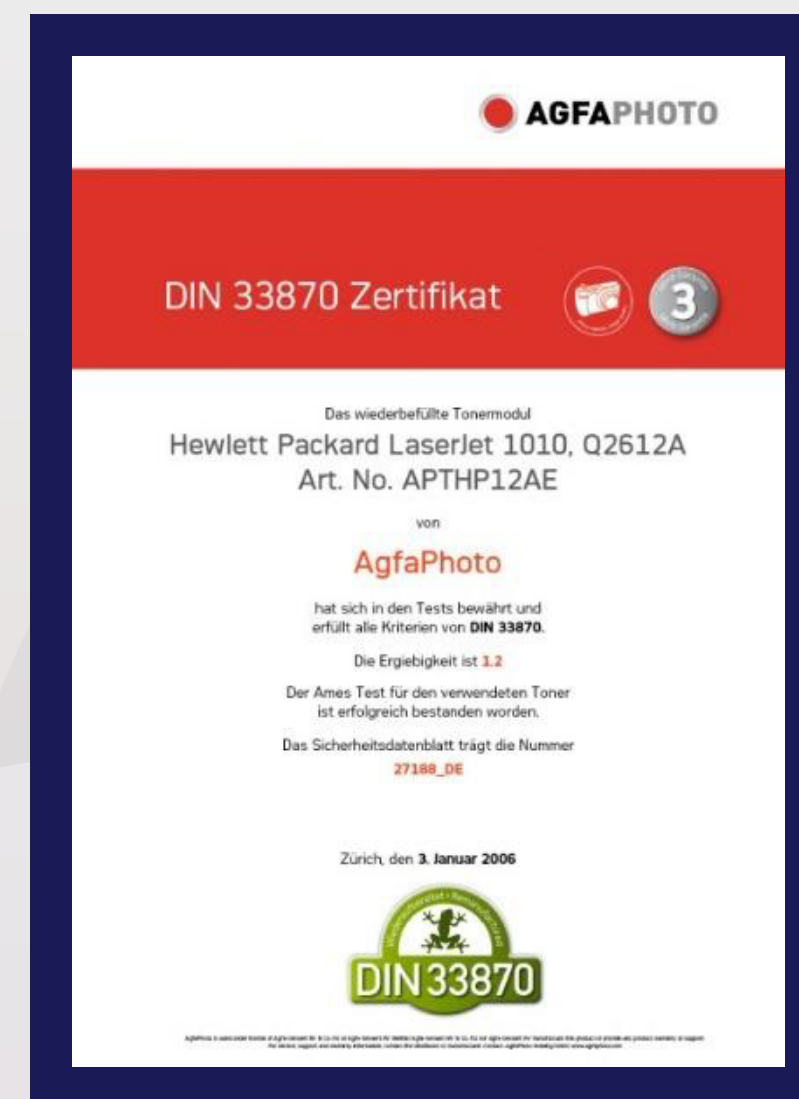 AGFAPHOTO
DIN 33870 Zertifikat
3
Das wiederbefüllte Tonermodul
Hewlett Packard LaserJet 1010, Q2612A
Art. No. APTHP12AE
von
AgfaPhoto
hat sich in den Tests bewährt und
erfüllt alle Kriterien von DIN 33870.
Die Ergiebigkeit ist 1.2
Der Ames Test für den verwendeten Toner
ist erfolgreich bestanden worden.
Das Sicherheitsdatenblatt trägt die Nummer
27188_DE
Zürich, den 3. Januar 2006
DIN 33870